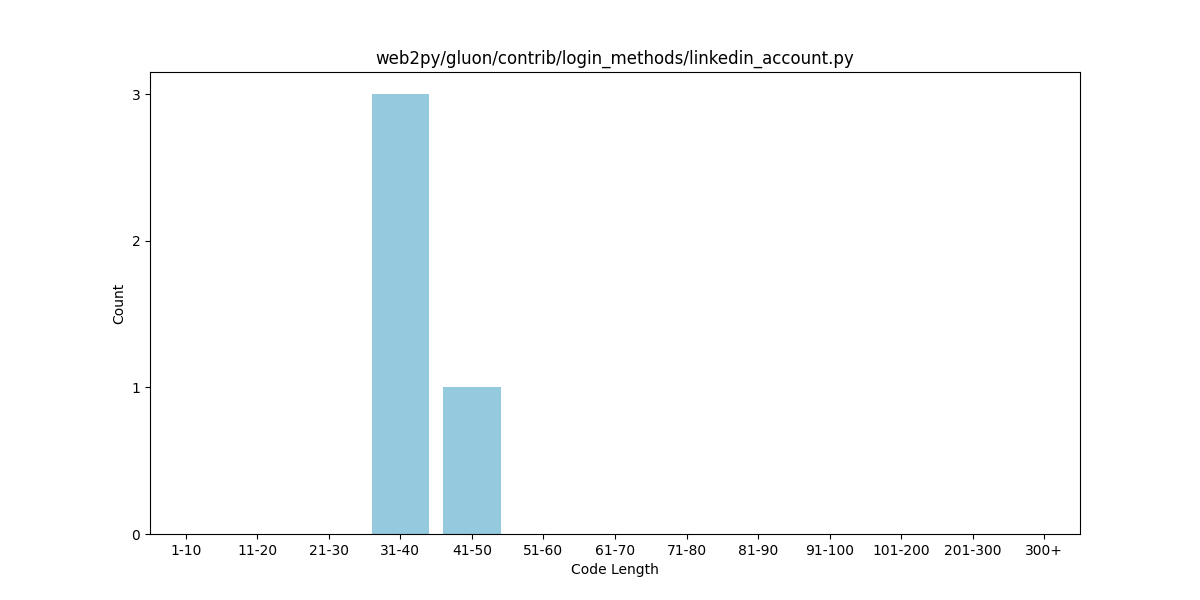 web2py/gluon/contrib/login_methods/linkedin_account.py
3
2
1
0
Count
1-10 11-20 21-30 31-40 41-50 51-60 61-70 71-80 81-90 91-100 101-200 201-300 300+
Code Length